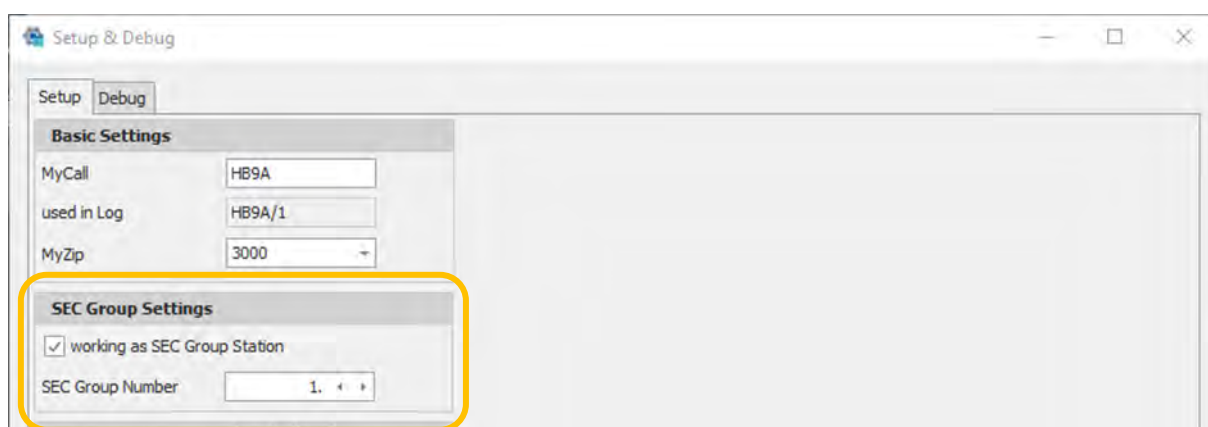 Setup & Debug
Setup Debug
Basic Settings
MyCall HB9A
used in Log HB9A/1
MyZip 3000
SEC Group Settings
working as SEC Group Station
SEC Group Number 1.